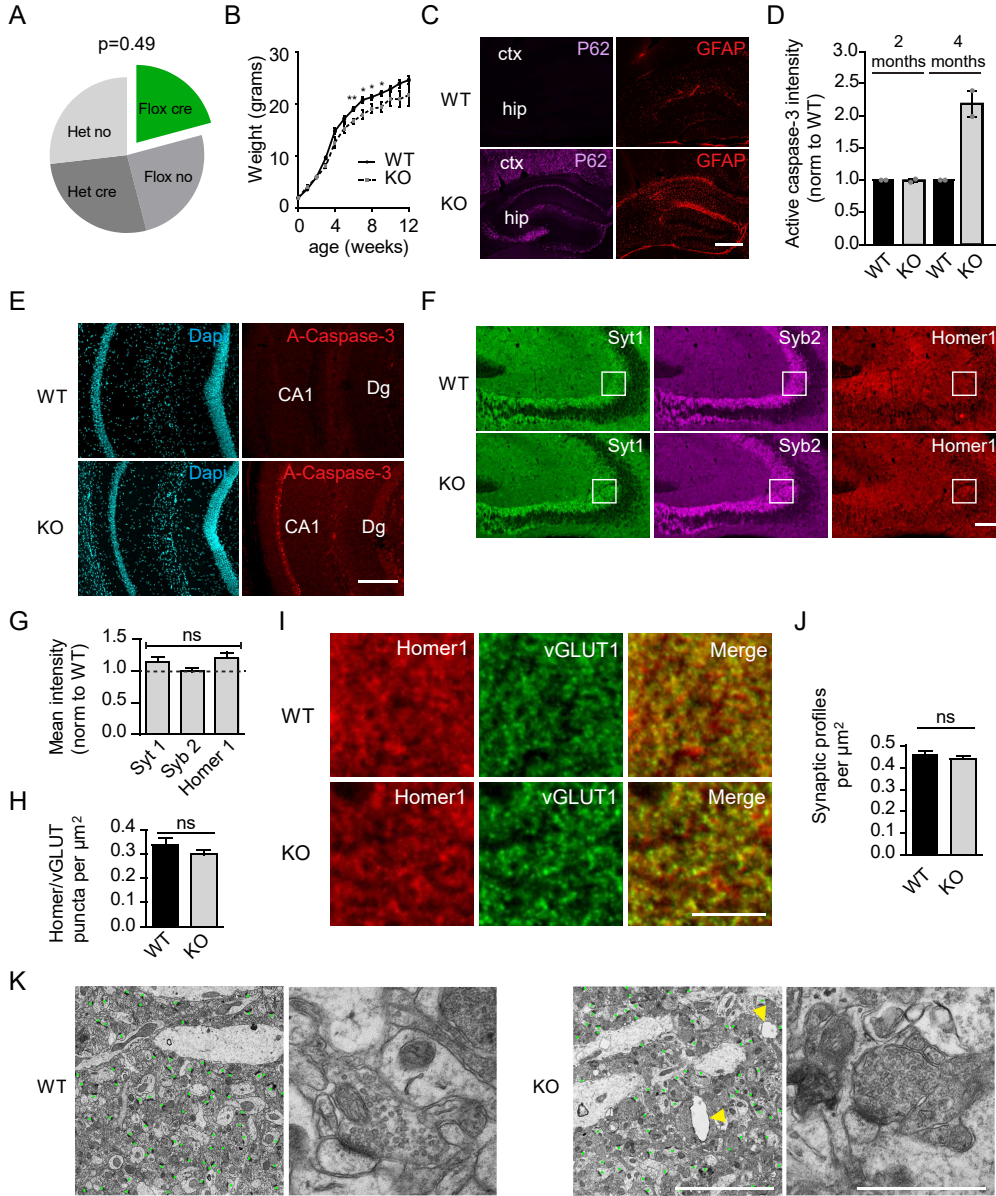 A
p=0.49
Flox cre
Het no
Het cre
Flox no
B
Weight (grams)
30
20
10
0
** * * *
WT
KO
0 4 8 12
age (weeks)
C
WT
ctx P62
hip
GFAP
KO
ctx P62
hip
GFAP
D
Active caspase-3 intensity
(norm to WT)
2 4
months months
3.0
2.5
2.0
1.5
1.0
0.5
0.0
WT KO WT KO
E
WT
Dapi
A-Caspase-3
CA1 Dg
KO
Dapi
A-Caspase-3
CA1 Dg
F
WT
Syt1 Syb2 Homer1
KO
Syt1 Syb2 Homer1
G
Mean intensity
(norm to WT)
ns
1.5
1.0
0.5
0.0
Syt 1 Syb 2 Homer 1
H
Homer/vGLUT
puncta per µm2
ns
0.4
0.3
0.2
0.1
0.0
WT KO
I
WT
Homer1 vGLUT1 Merge
KO
Homer1 vGLUT1 Merge
J
Synaptic profiles
per µm2
ns
0.5
0.4
0.3
0.2
0.1
0.0
WT KO
K
WT
KO